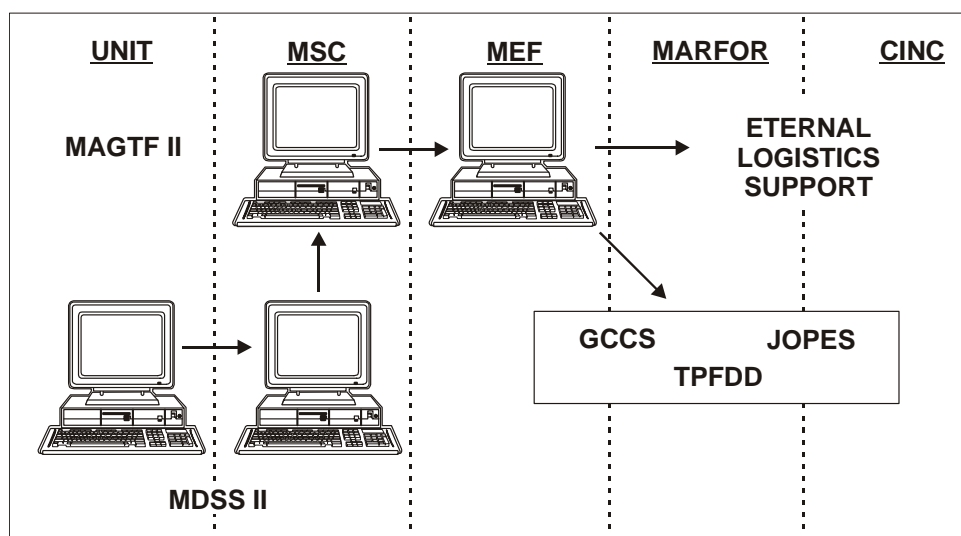 UNIT
MSC
MEF
MARFOR
CINC
MAGTF II
ETERNAL
LOGISTICS
SUPPORT
GCCS
JOPES
TPFDD
MDSS II